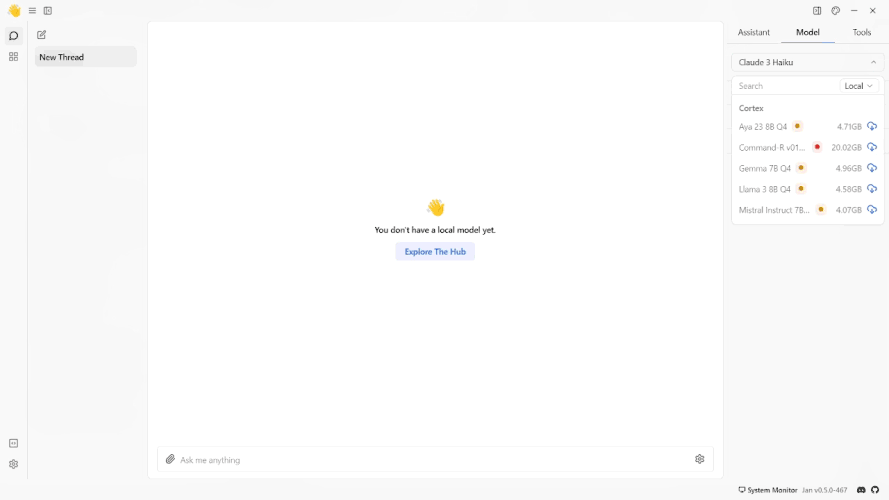 Assistant
Model
Tools
New Thread
Claude 3 Haiku
Search
Local
Cortex
Aya 23 8B Q4
4.71GB
Command-R v01...
20.02GB
Gemma 7B Q4
4.96GB
Llama 3 8B Q4
4.58GB
Mistral Instruct 7B...
4.07GB
You don't have a local model yet.
Explore The Hub
Ask me anything
System Monitor
Jan v0.5.0-467